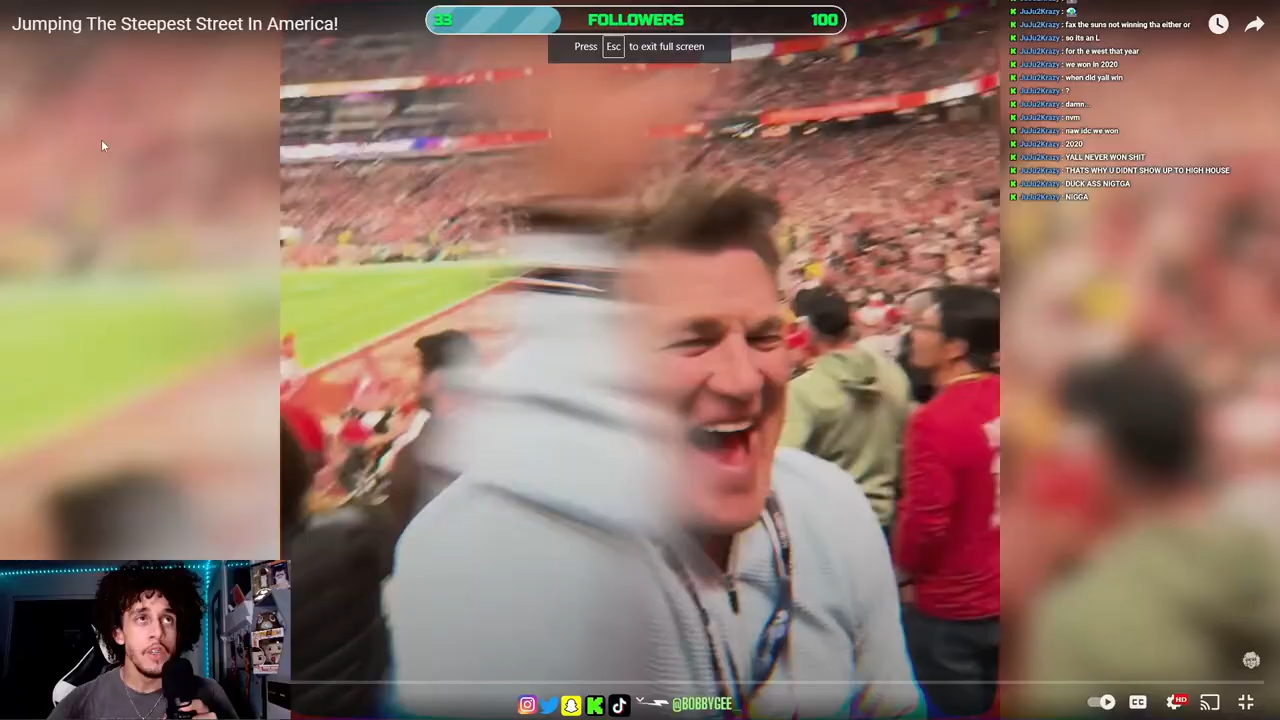 Jumping The Steepest Street In America!
33 FOLLOWERS 100
Press Esc to exit full screen
JuJu2Krazy : fax the suns not winning tha either or
JuJu2Krazy : so its an L
JuJu2Krazy : for th e west that year
JuJu2Krazy : we won in 2020
JuJu2Krazy : when did yall win
JuJu2Krazy : ?
JuJu2Krazy : damn..
JuJu2Krazy : nvm
JuJu2Krazy : naw idc we won
JuJu2Krazy : 2020
JuJu2Krazy : YALL NEVER WON SHIT
JuJu2Krazy : THATS WHY U DIDNT SHOW UP TO HIGH HOUSE
JuJu2Krazy : DUCK ASS NIGTGA
JuJu2Krazy : NIGGA
HD
CC
@BOBBYGEE_